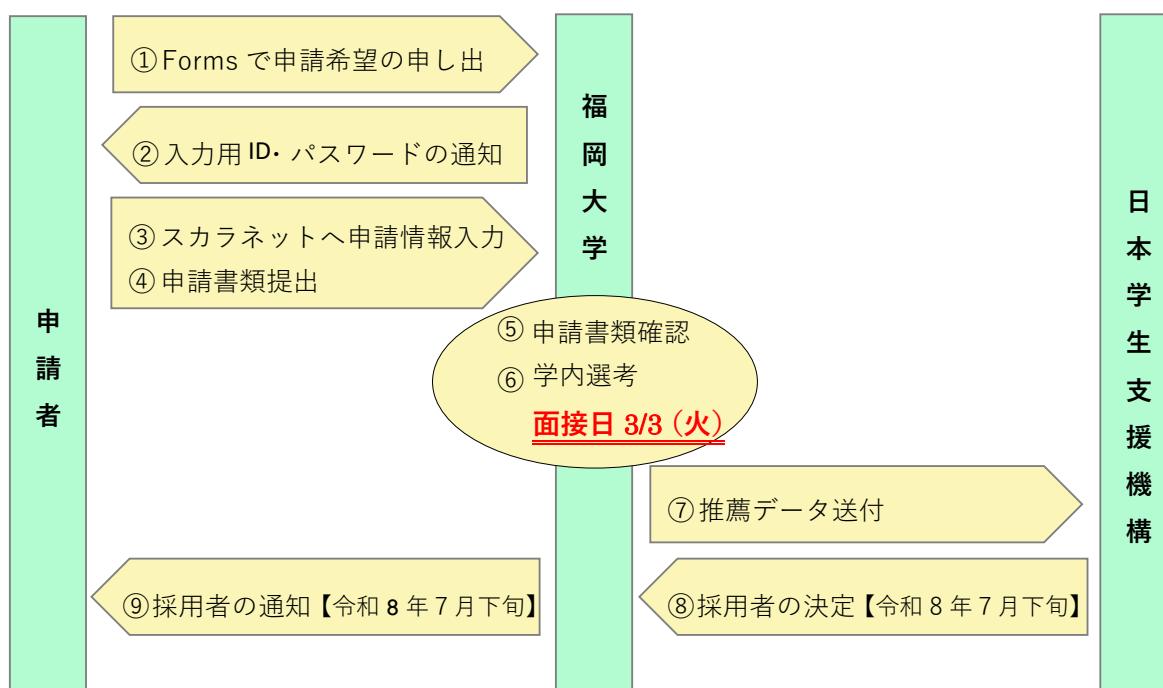 ①Forms で申請希望の申し出
②入力用 ID・パスワードの通知
③スカラネットへ申請情報入力
④申請書類提出
申請者
福岡大学
日本学生支援機構
⑤ 申請書類確認
⑥ 学内選考
面接日 3/3（火）
⑦推薦データ送付
⑨採用者の通知【令和 8 年 7 月下旬】
⑧採用者の決定【令和 8 年 7 月下旬】